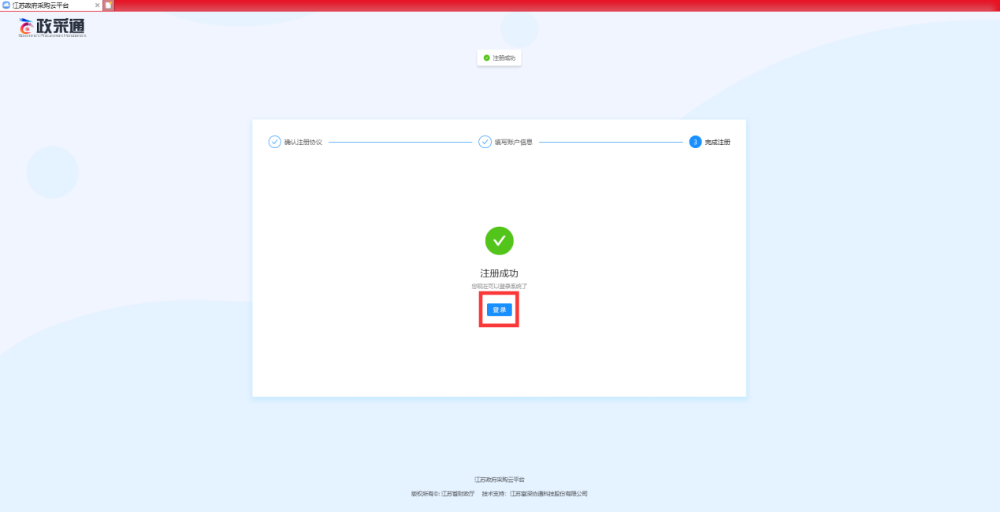 江苏政府采购云平台
政采通
Government Procurement Management
注册成功
确认注册协议
填写账户信息
3 完成注册
注册成功
您现在可以登录系统了
登录
江苏政府采购云平台
版权所有©: 江苏省财政厅 技术支持: 江苏富深协通科技股份有限公司